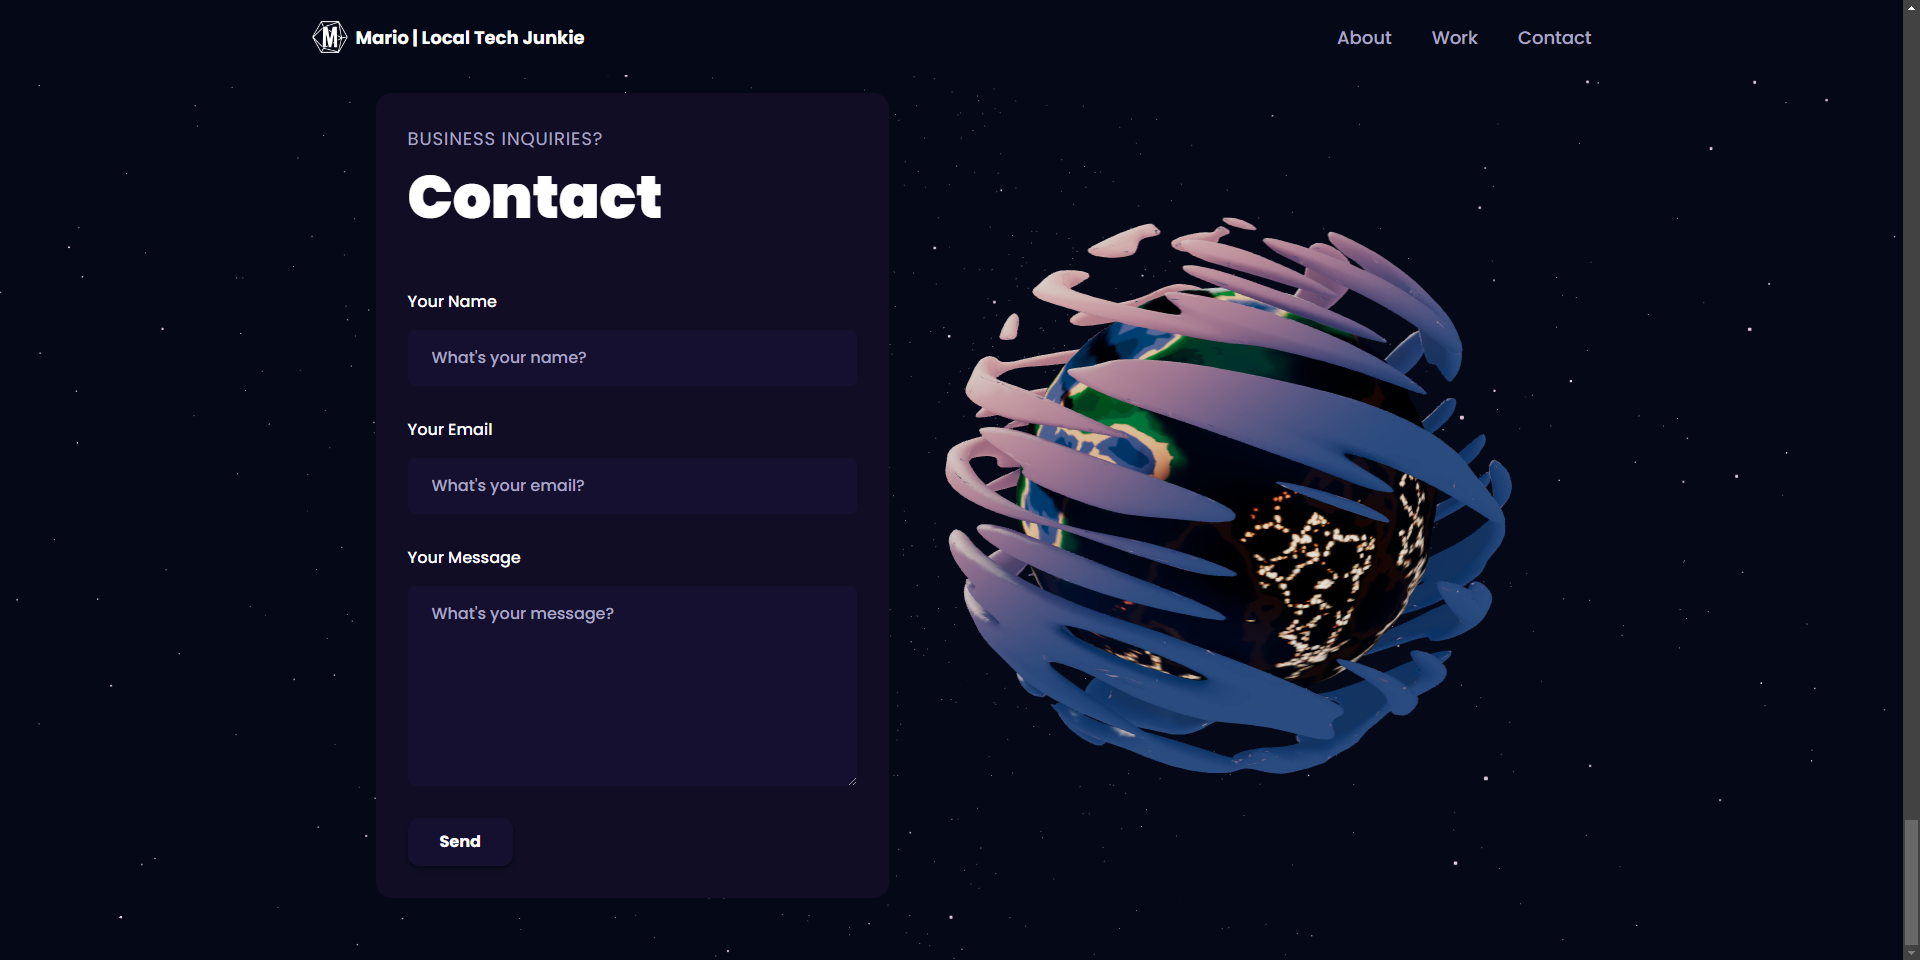 M Mario | Local Tech Junkie
About Work Contact
BUSINESS INQUIRIES?
Contact
Your Name
What's your name?
Your Email
What's your email?
Your Message
What's your message?
Send